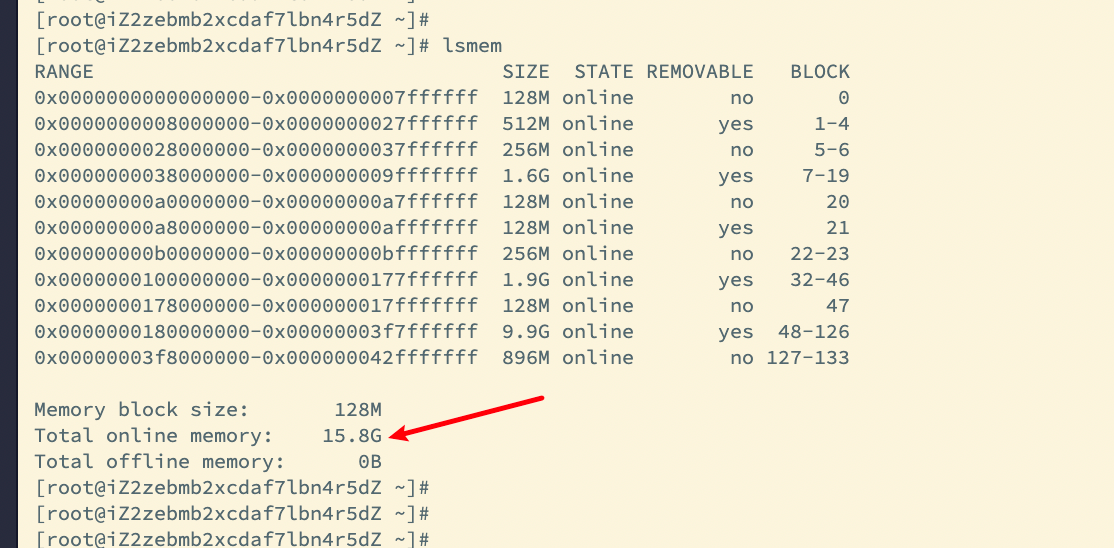 [root@iZ2zebmb2xcdaf7lbn4r5dZ ~]#
[root@iZ2zebmb2xcdaf7lbn4r5dZ ~]# lsmem
RANGE                                  SIZE  STATE REMOVABLE   BLOCK
0x0000000000000000-0x0000000007ffffff  128M online        no       0
0x0000000008000000-0x0000000027ffffff  512M online       yes     1-4
0x0000000028000000-0x0000000037ffffff  256M online        no     5-6
0x0000000038000000-0x000000009fffffff  1.6G online       yes    7-19
0x00000000a0000000-0x00000000a7ffffff  128M online        no      20
0x00000000a8000000-0x00000000afffffff  128M online       yes      21
0x00000000b0000000-0x00000000bfffffff  256M online        no   22-23
0x0000000100000000-0x0000000177ffffff  1.9G online       yes   32-46
0x0000000178000000-0x000000017fffffff  128M online        no      47
0x0000000180000000-0x00000003f7ffffff  9.9G online       yes  48-126
0x00000003f8000000-0x000000042fffffff  896M online        no 127-133
Memory block size:       128M
Total online memory:    15.8G
Total offline memory:      0B
[root@iZ2zebmb2xcdaf7lbn4r5dZ ~]#
[root@iZ2zebmb2xcdaf7lbn4r5dZ ~]#
[root@iZ2zebmb2xcdaf7lbn4r5dZ ~]#